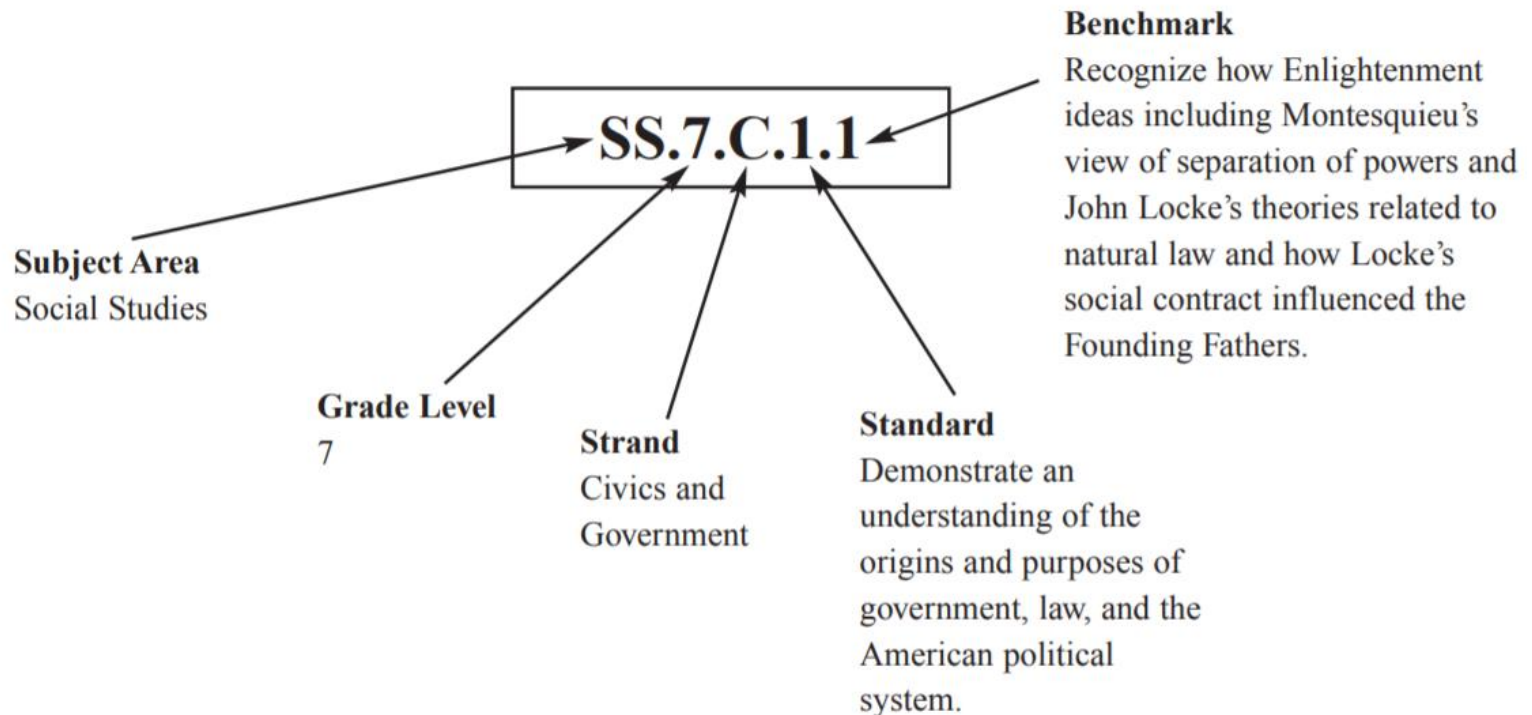 Benchmark
Recognize how Enlightenment
ideas including Montesquieu’s
view of separation of powers and
John Locke’s theories related to
natural law and how Locke’s
social contract influenced the
Founding Fathers.
SS.7.C.1.1
Subject Area
Social Studies
Grade Level
7
Strand
Civics and
Government
Standard
Demonstrate an
understanding of the
origins and purposes of
government, law, and the
American political
system.